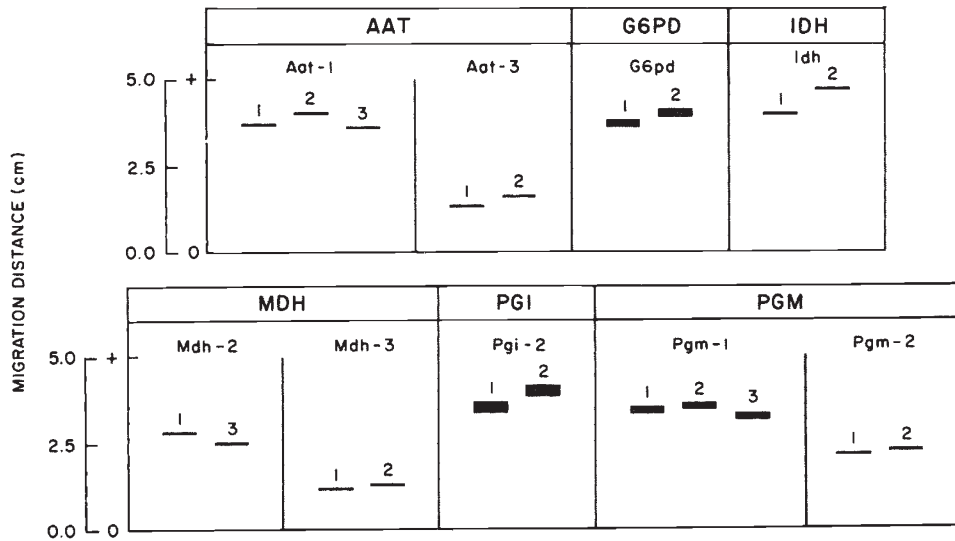 AAT G6PD IDH
Aat-1 Aat-3 G6pd Idh
5.0 +
1 2 3 1 2 1 2 1 2
2.5
0.0 0
MIGRATION DISTANCE (cm)
MDH PGI PGM
Mdh-2 Mdh-3 Pgi-2 Pgm-1 Pgm-2
5.0 +
1 3 1 2 1 2 1 2 3 1 2
2.5
0.0 0